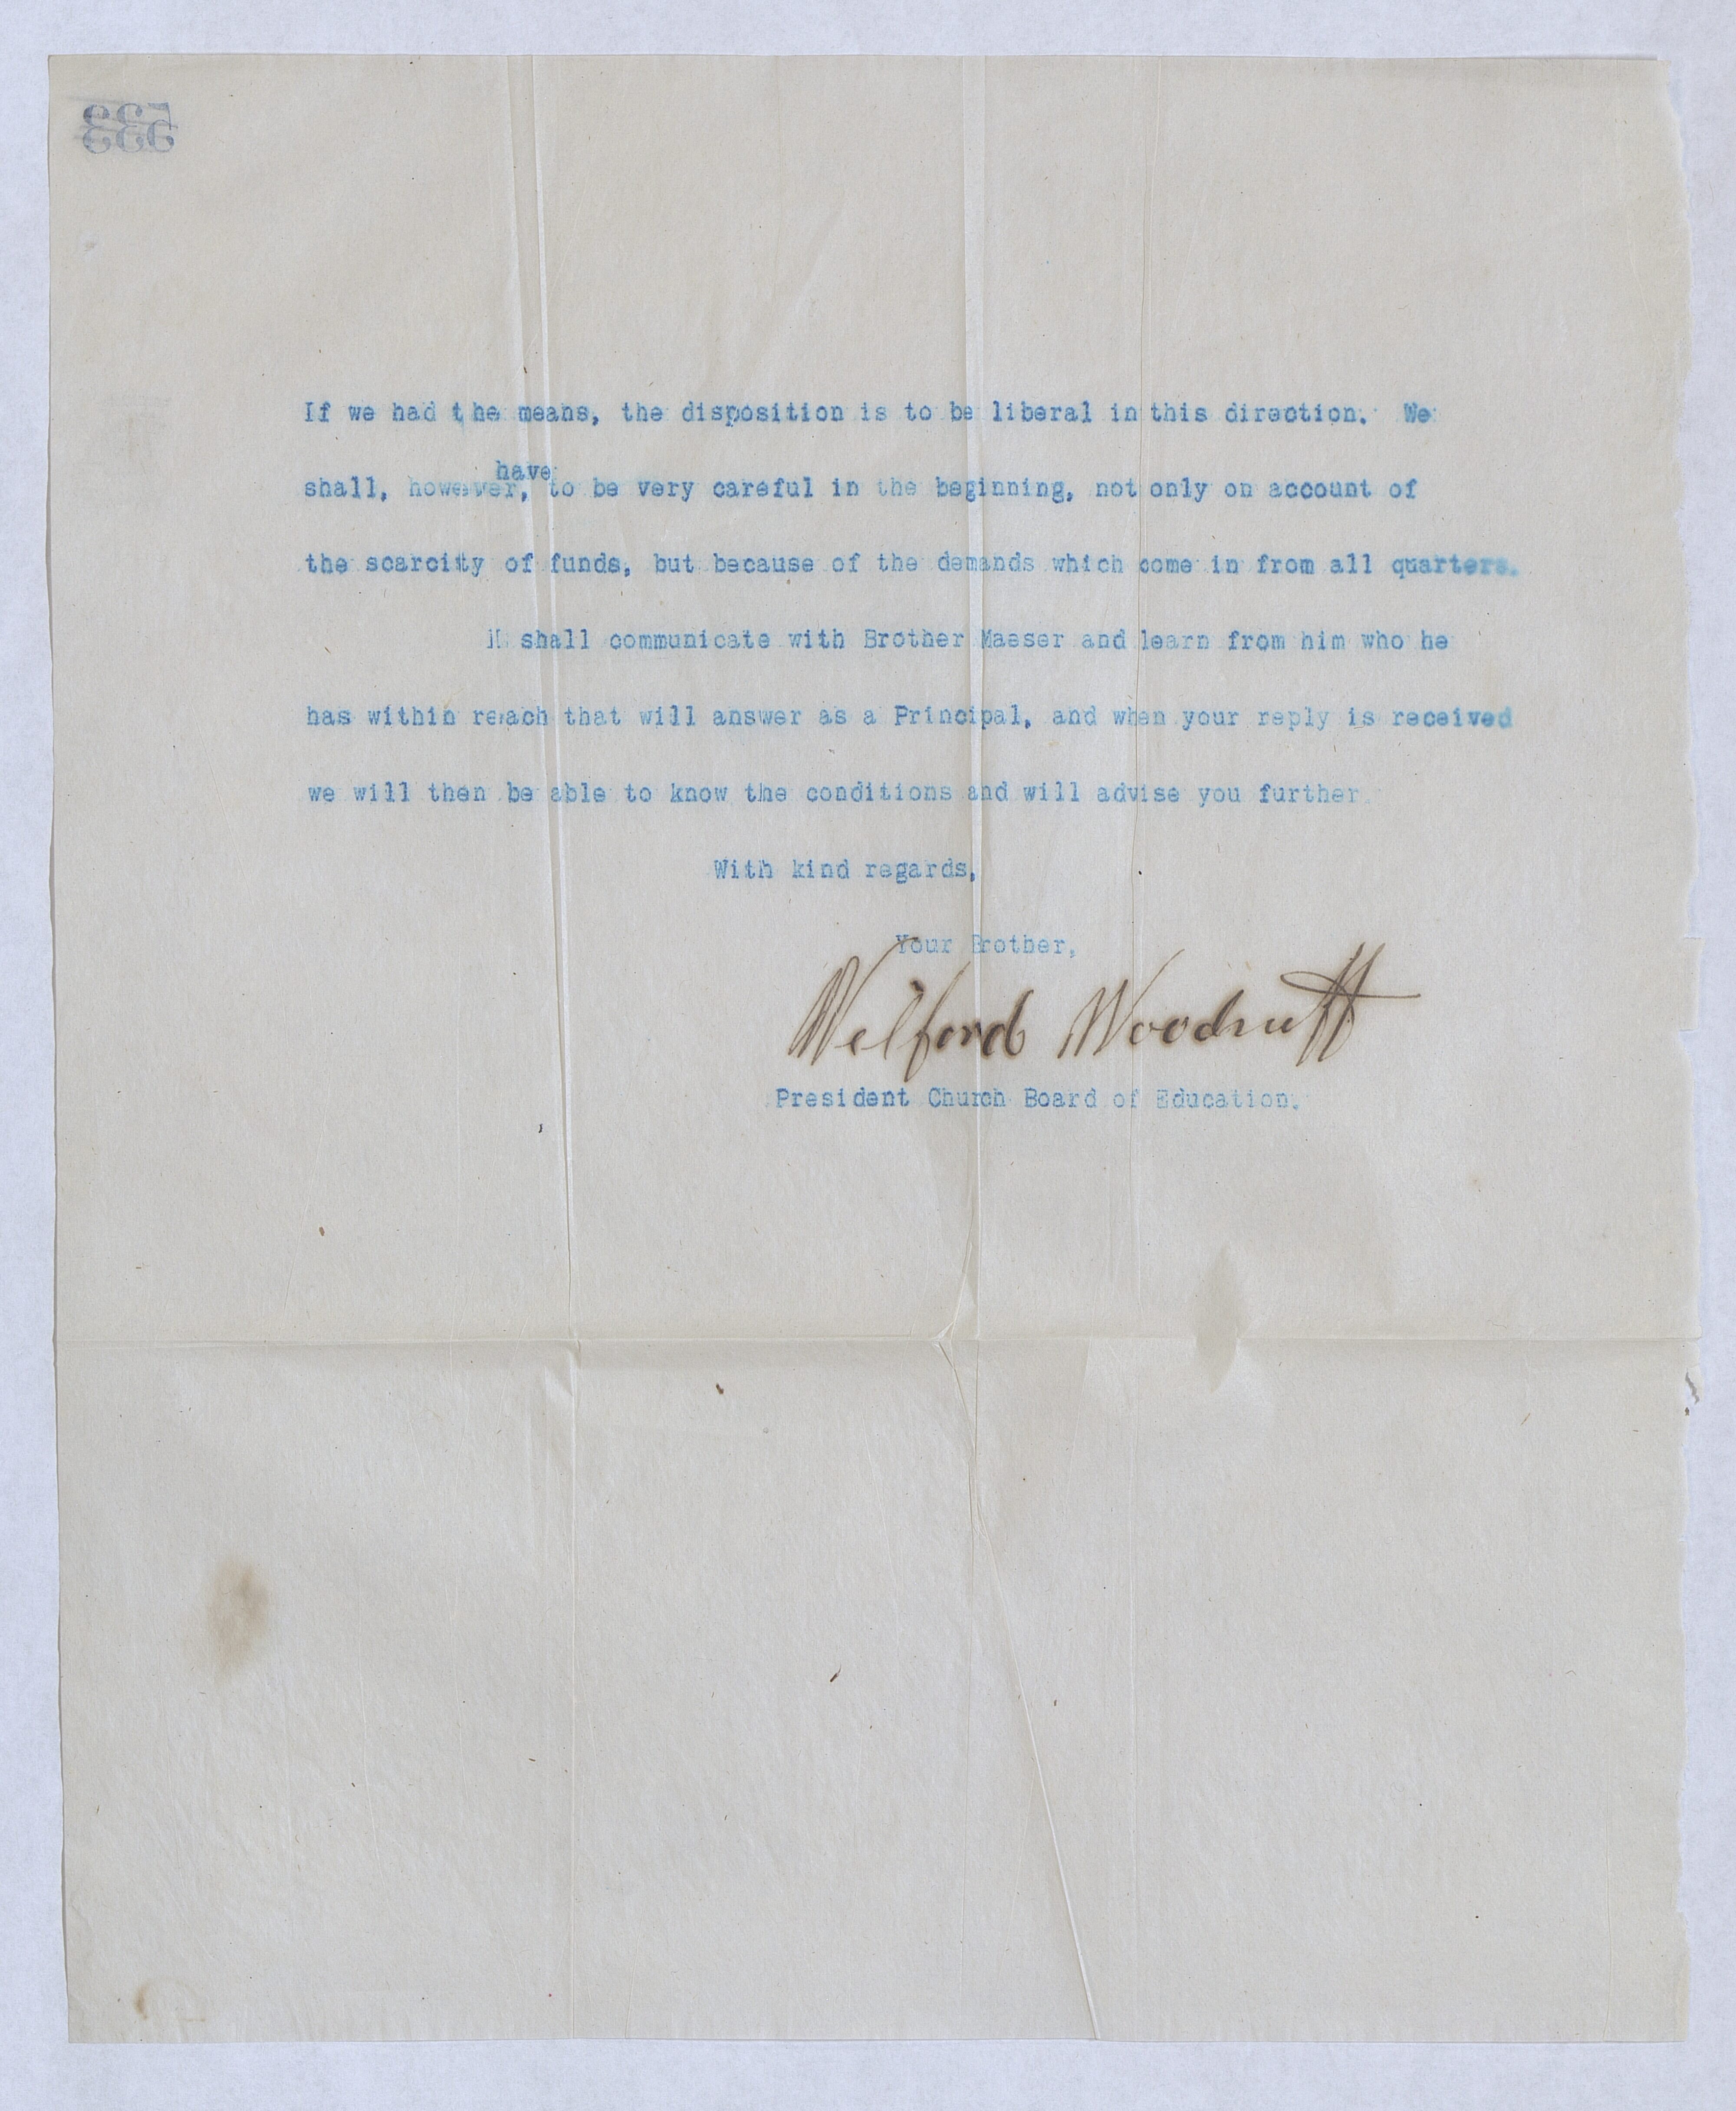 335
If we had the means, the disposition is to be liberal in this direction. We
have
shall, however, to be very careful in the beginning, not only on account of
the scarcity of funds, but because of the demands which come in from all quarters.
shall communicate with Brother Maeser and learn from him who he
has within reach that will answer as a Principal, and when your reply is received
we will then be able to know the conditions and will advise you further
With kind regards,
Your Brother,
Wilford Woodruff
President Church Board of Education.